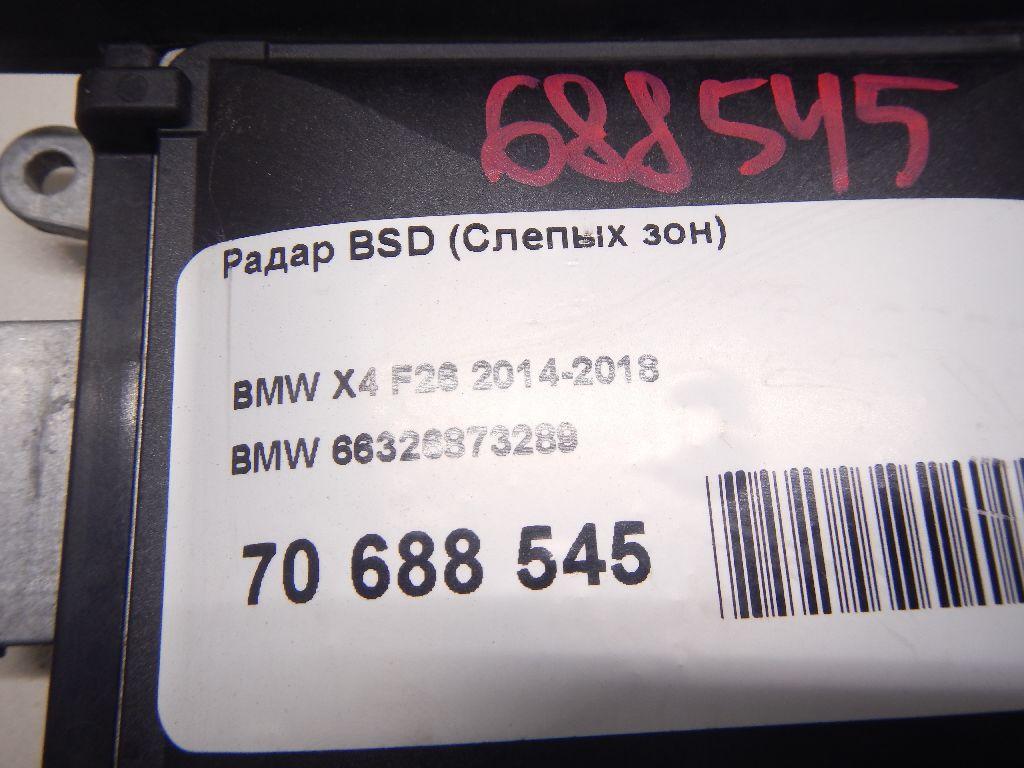 688545
Радар BSD (Слепых зон)
BMW X4 F26 2014-2018
BMW 66326873289
70 688 545